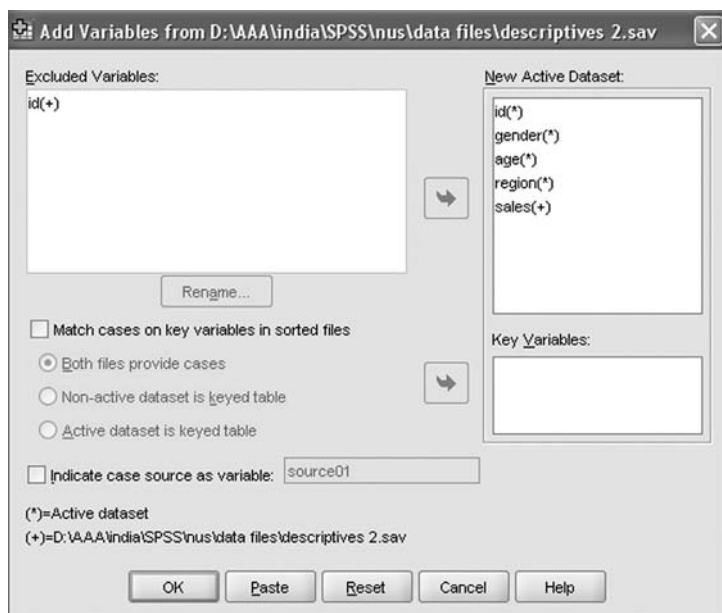 Add Variables from D:\AAA\india\SPSS\nus\data files\descriptives 2.sav
Excluded Variables:
id(+)
Rename...
Match cases on key variables in sorted files
Both files provide cases
Non-active dataset is keyed table
Active dataset is keyed table
Indicate case source as variable: source01
(*)=Active dataset
(+)=D:\AAA\india\SPSS\nus\data files\descriptives 2.sav
New Active Dataset:
id(*)
gender(*)
age(*)
region(*)
sales(+)
Key Variables:
OK Paste Reset Cancel Help